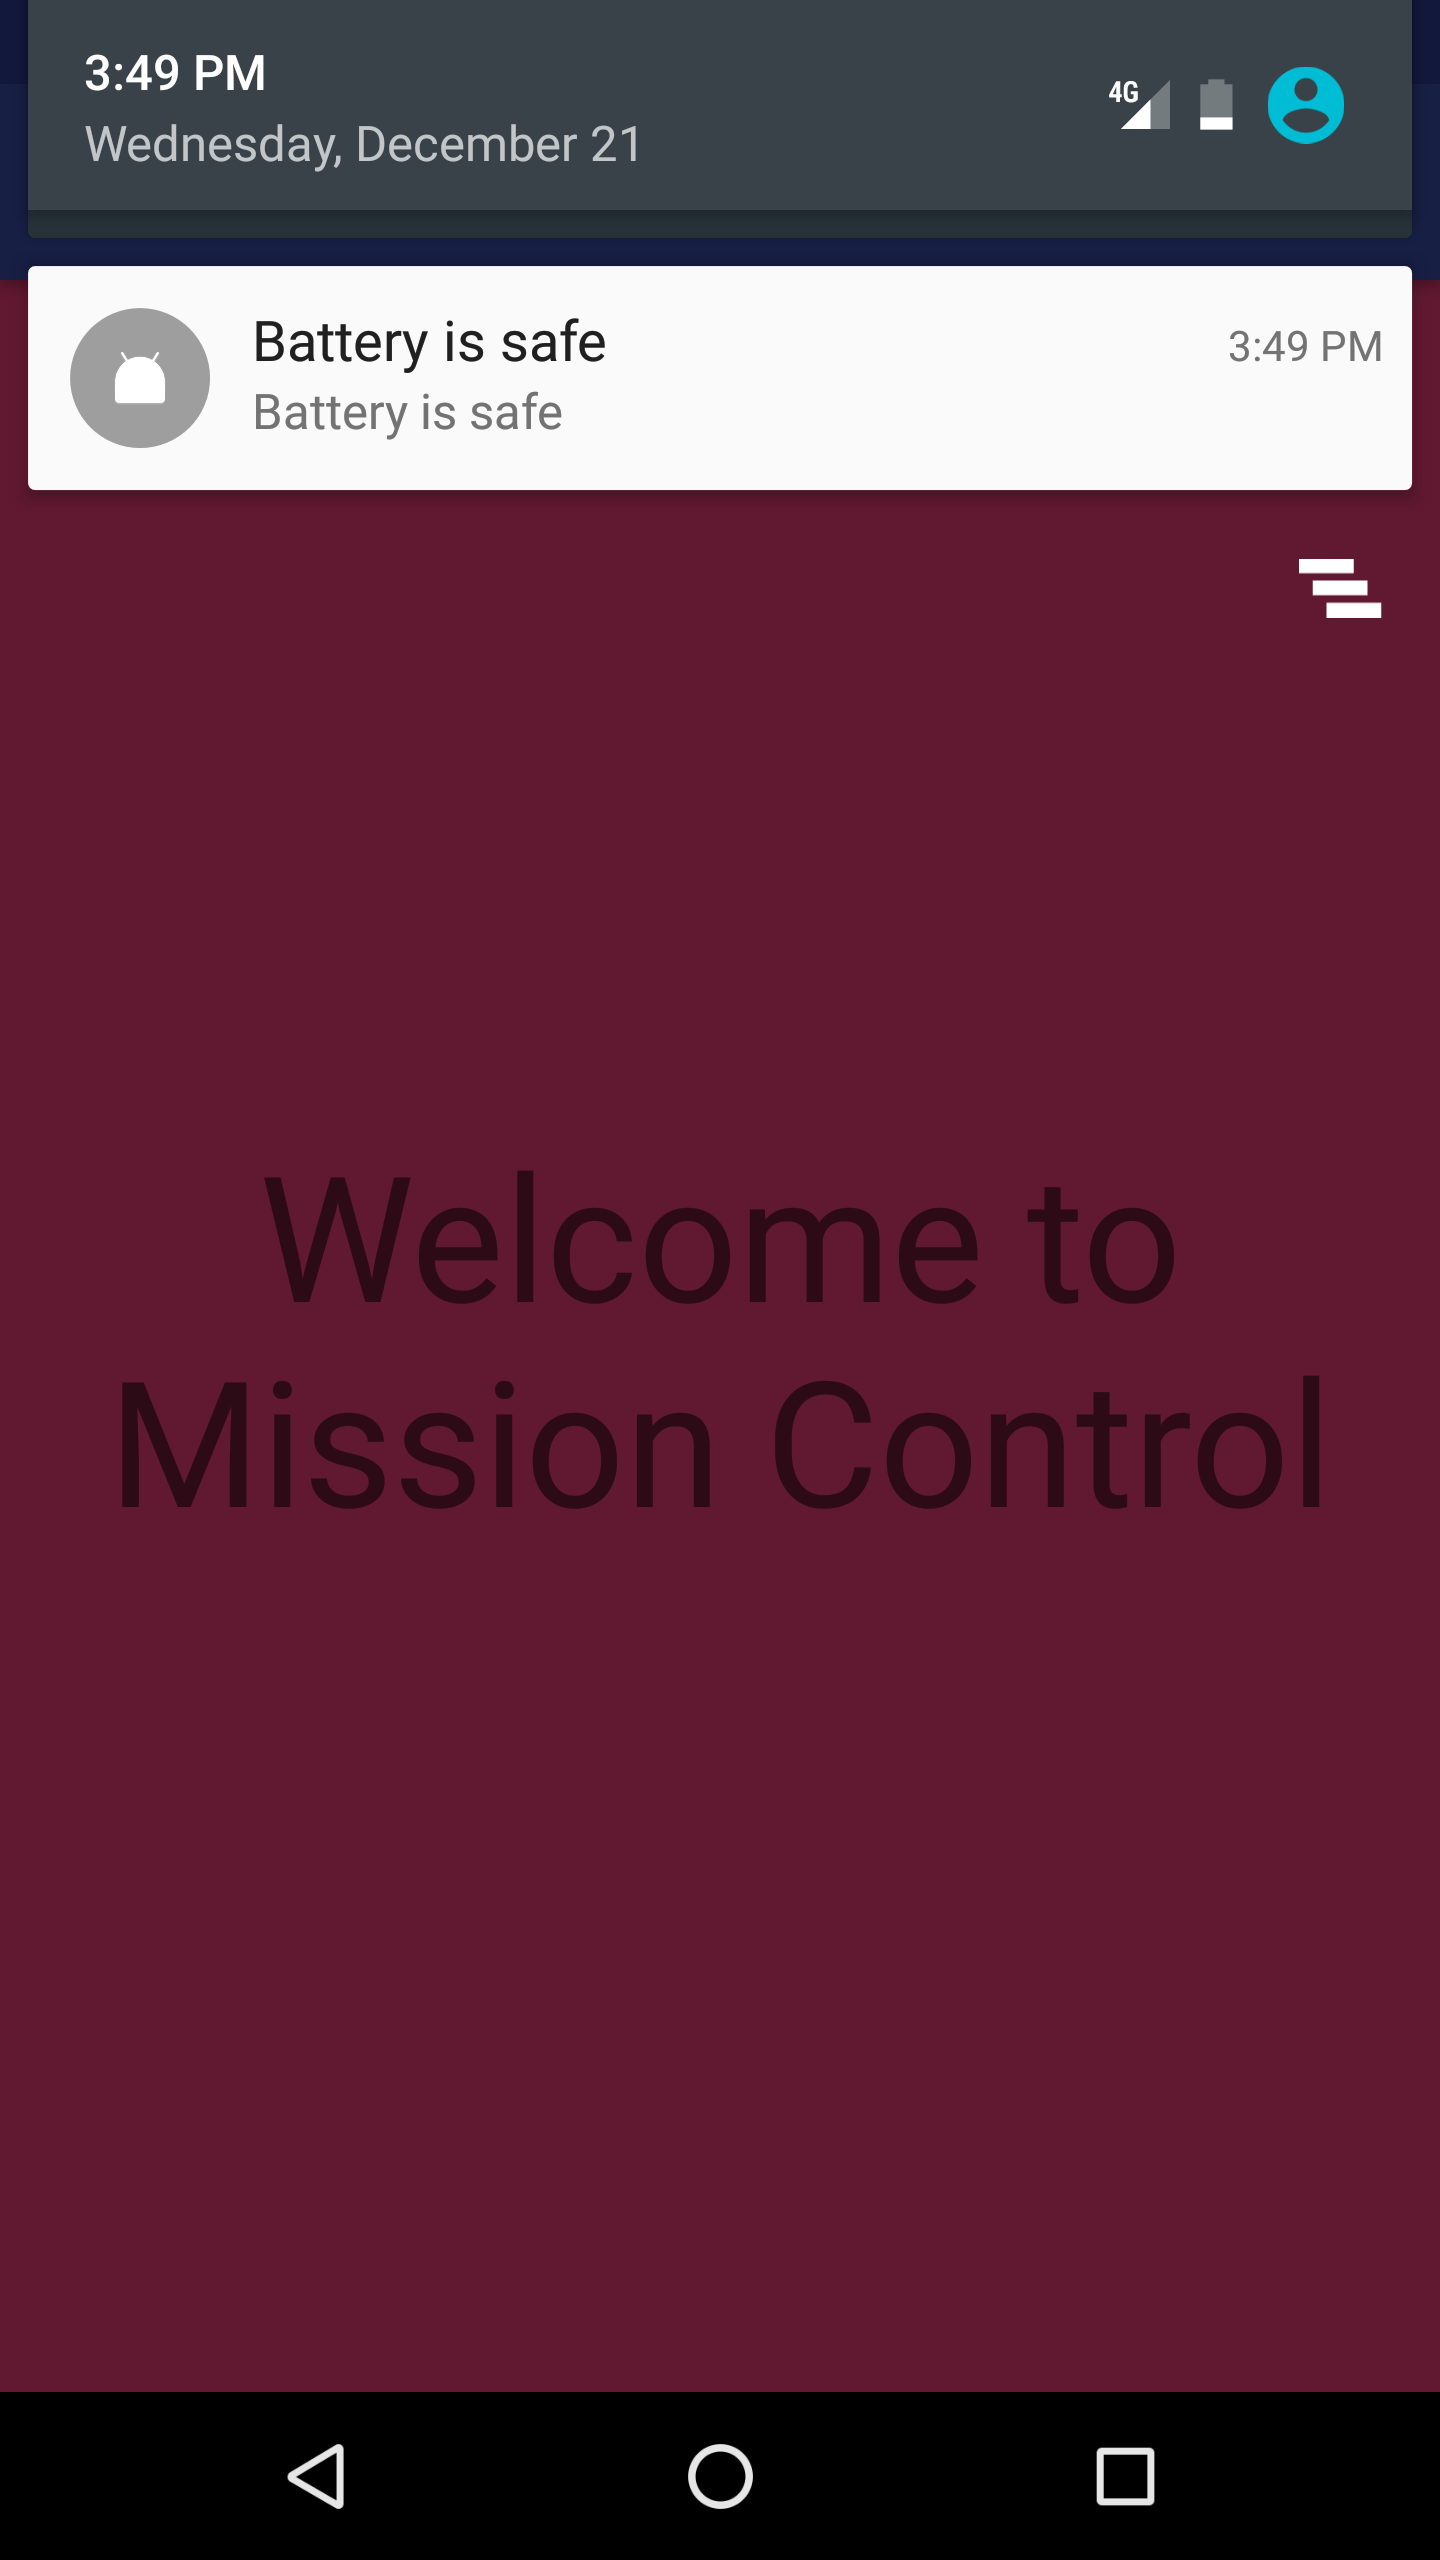 3:49 PM
Wednesday, December 21
4G
Battery is safe
3:49 PM
Battery is safe
Welcome to
Mission Control